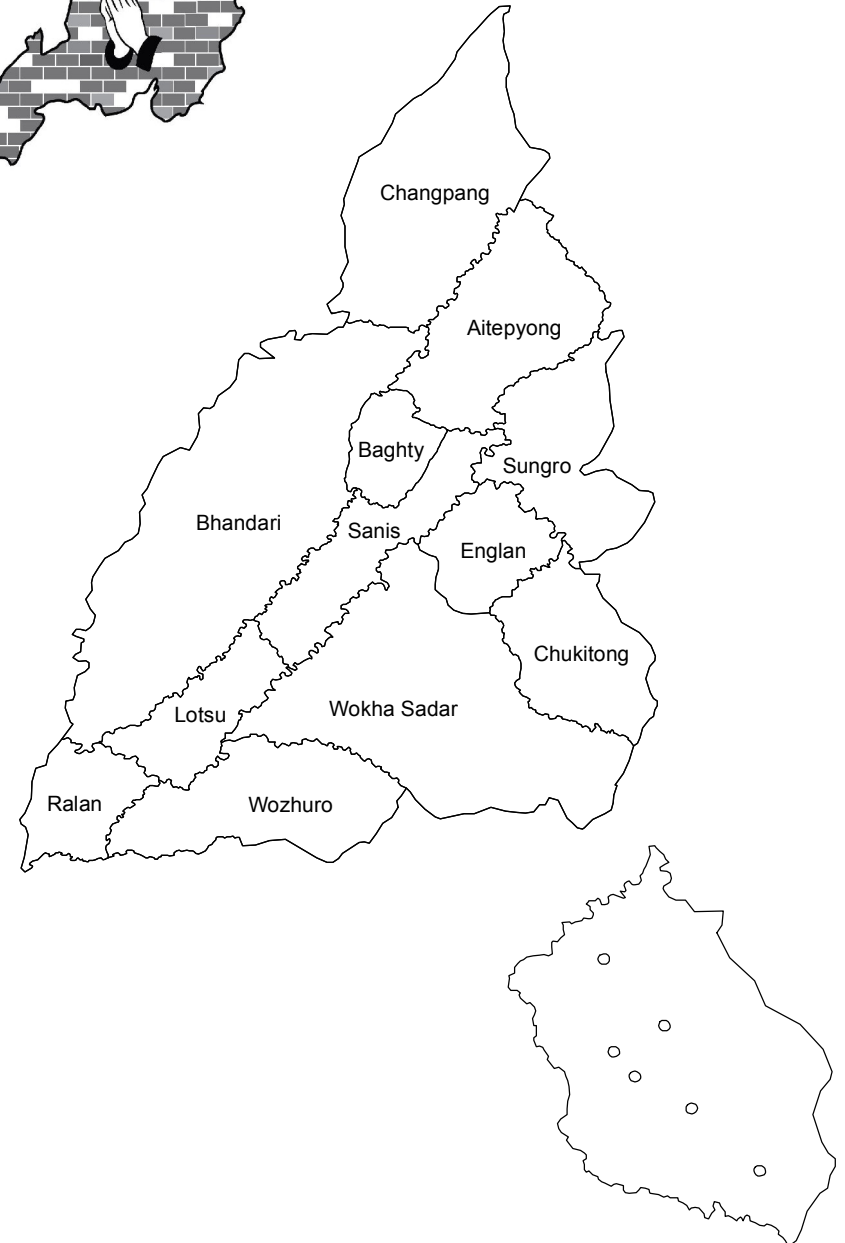 Changpang
Aitepyong
Baghty
Sungro
Bhandari
Sanis
Englan
Chukitong
Lotsu
Wokha Sadar
Ralan
Wozhuro